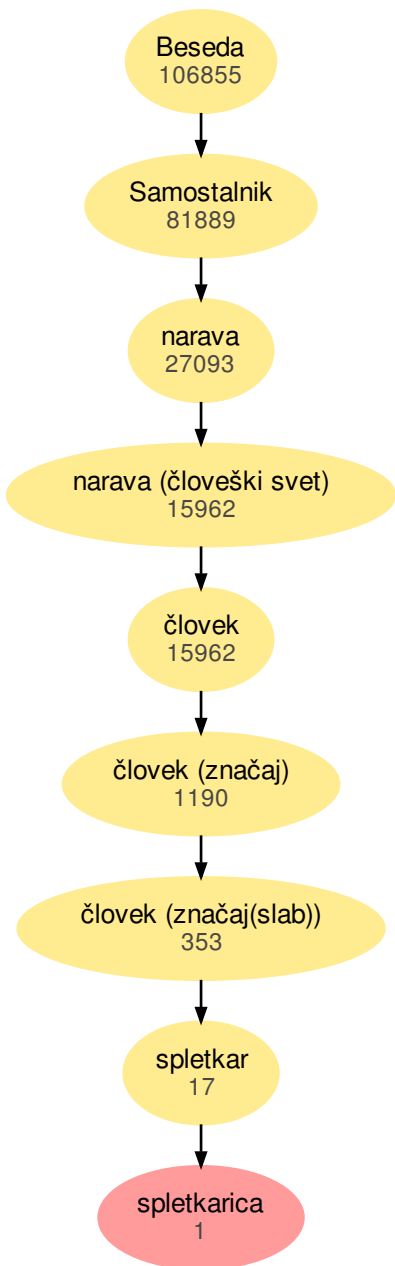 Beseda
106855
Samostalnik
81889
narava
27093
narava (človeški svet)
15962
človek
15962
človek (značaj)
1190
človek (značaj(slab))
353
spletkar
17
spletkarica
1